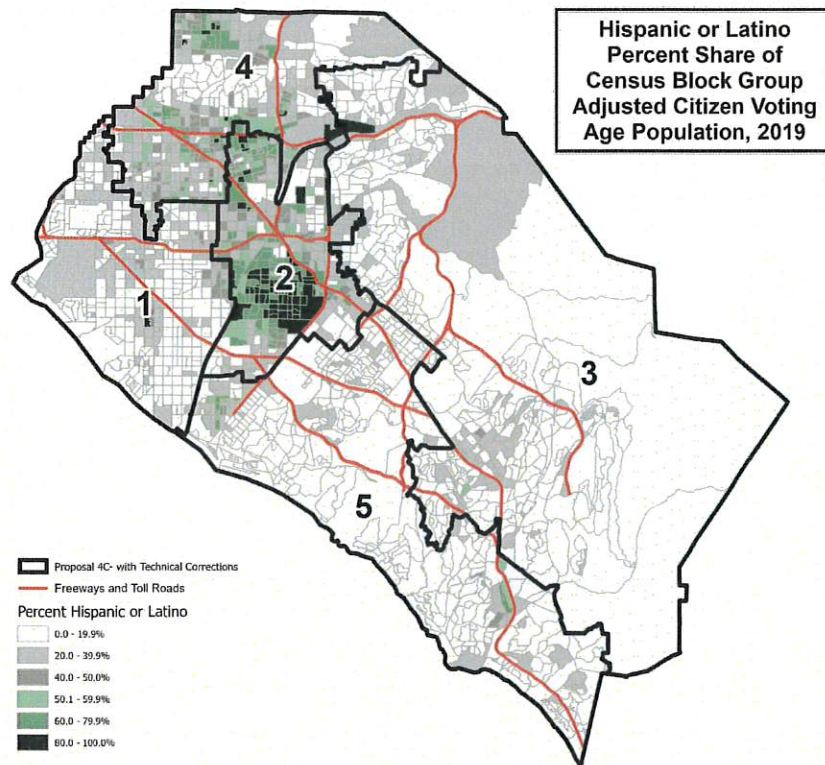 Hispanic or Latino
Percent Share of
Census Block Group
Adjusted Citizen Voting
Age Population, 2019
4
2
1
3
5
Proposal 4C- with Technical Corrections
Freeways and Toll Roads
Percent Hispanic or Latino
0.0 - 19.9%
20.0 - 39.9%
40.0 - 50.0%
50.1 - 59.9%
60.0 - 79.9%
80.0 - 100.0%